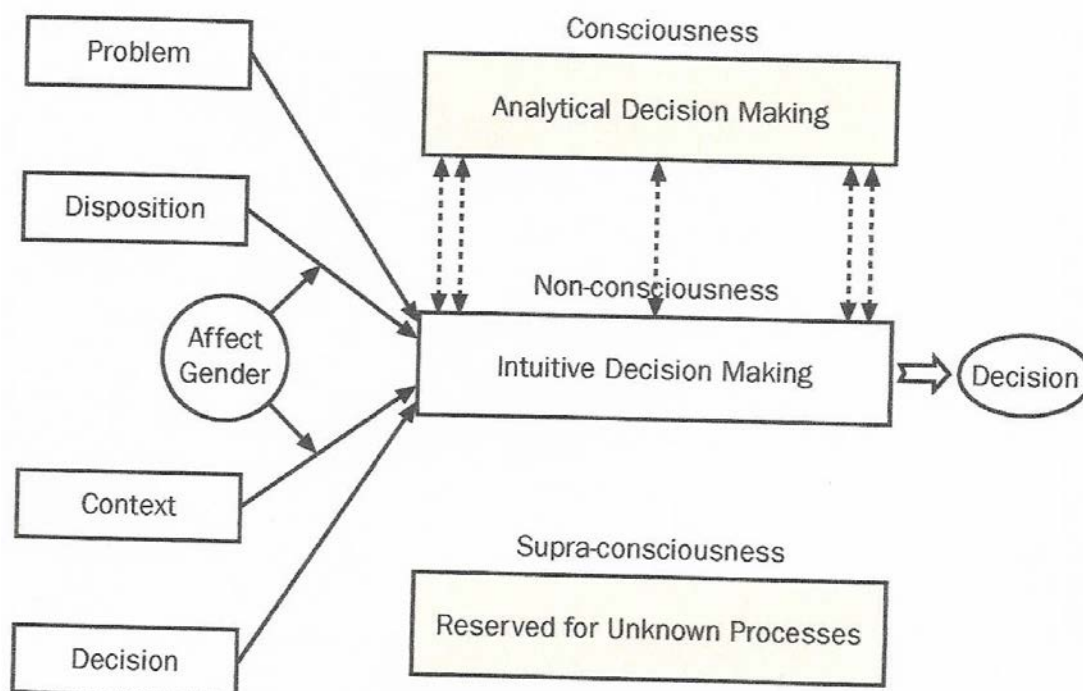 Problem
Disposition
Affect
Gender
Context
Decision
Consciousness
Analytical Decision Making
Non-consciousness
Intuitive Decision Making
Decision
Supra-consciousness
Reserved for Unknown Processes